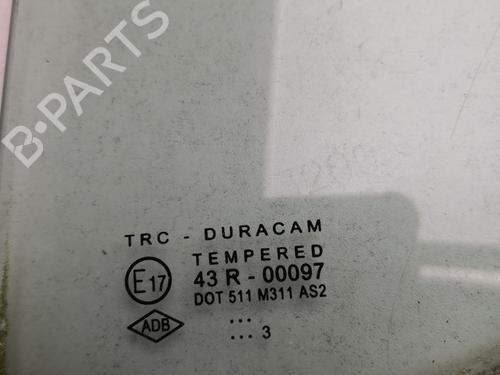 B-PARTS
TRC - DURACAM
TEMPERED
E17 43 R - 00097
DOT 511 M311 AS2
ADB ...
... 3